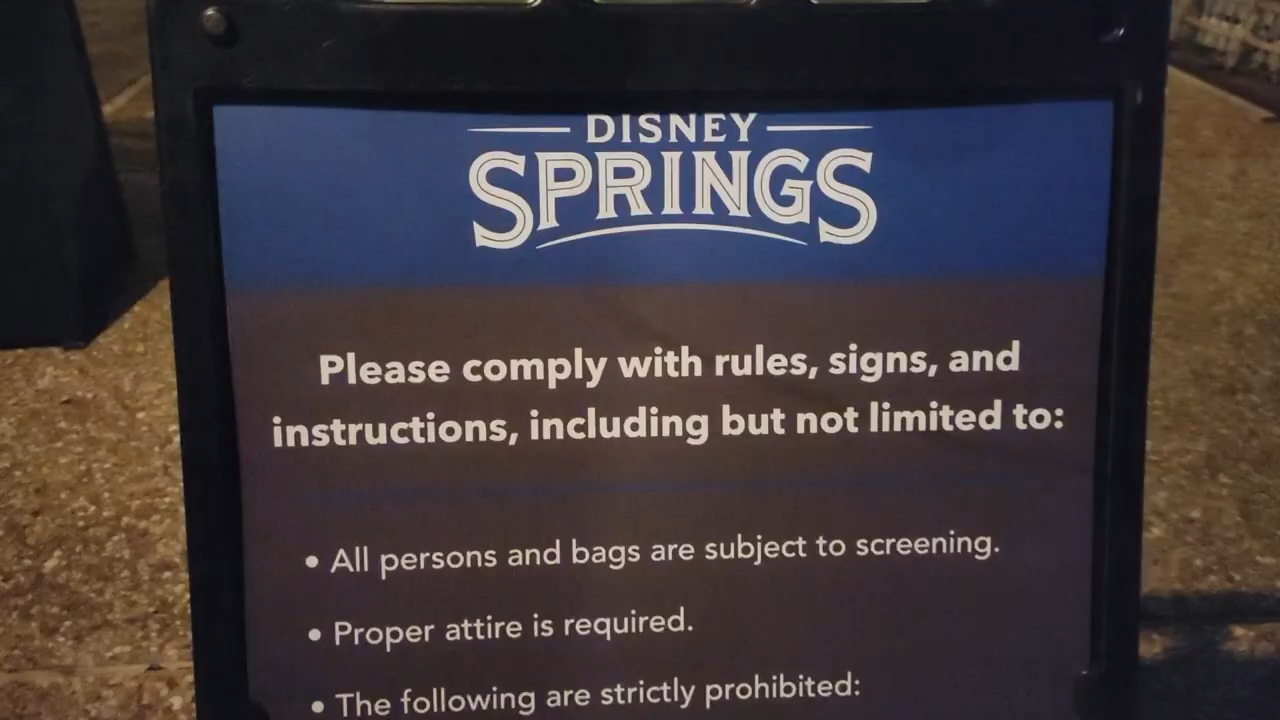 DISNEY
SPRINGS
Please comply with rules, signs, and
instructions, including but not limited to:
• All persons and bags are subject to screening.
• Proper attire is required.
• The following are strictly prohibited: